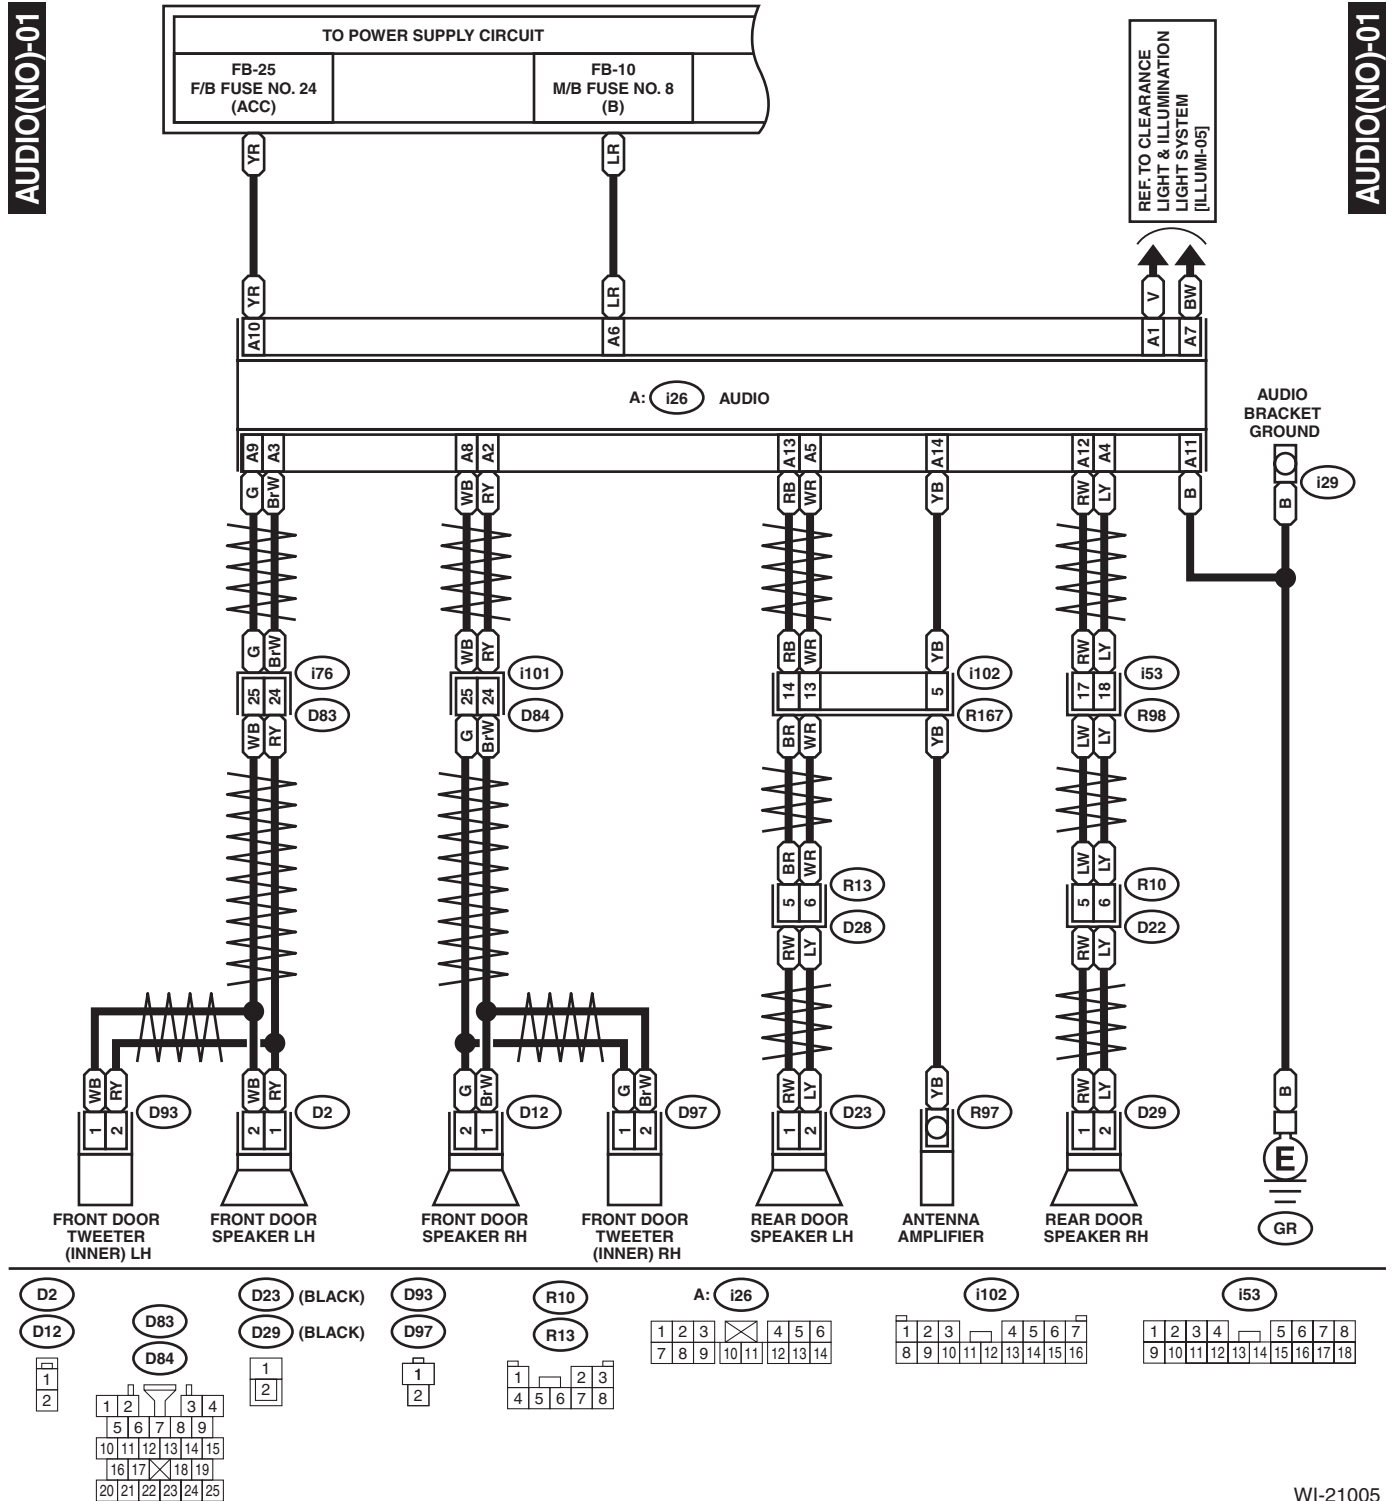 AUDIO(NO)-01
AUDIO(NO)-01
TO POWER SUPPLY CIRCUIT
FB-25
F/B FUSE NO. 24
(ACC)
FB-10
M/B FUSE NO. 8
(B)
REF. TO CLEARANCE
LIGHT & ILLUMINATION
LIGHT SYSTEM
[ILLUMI-05]
YR LR
YR LR V BW
A10 A6 A1 A7
A: i26 AUDIO
AUDIO
BRACKET
GROUND
A9 A3 A8 A2 A13 A5 A14 A12 A4 A11
i29
G BrW WB RY RB WR YB RW LY B B
G BrW WB RY RB WR YB RW LY
i76 i101 i102 i53
25 24 25 24 14 13 5 17 18
D83 D84 R167 R98
WB RY G BrW BR WR YB LW LY
BR WR LW LY
R13 R10
5 6 5 6
D28 D22
RW LY RW LY
WB RY WB RY G BrW G BrW RW LY YB RW LY B
D93 D2 D12 D97 D23 R97 D29
1 2 2 1 2 1 1 2 1 2 1 2
E
FRONT DOOR
TWEETER
(INNER) LH
FRONT DOOR
SPEAKER LH
FRONT DOOR
SPEAKER RH
FRONT DOOR
TWEETER
(INNER) RH
REAR DOOR
SPEAKER LH
ANTENNA
AMPLIFIER
REAR DOOR
SPEAKER RH
GR
D2
D12
1
2
D83
D84
1 2 3 4
5 6 7 8 9
10 11 12 13 14 15
16 17 18 19
20 21 22 23 24 25
D23 (BLACK)
D29 (BLACK)
1
2
D93
D97
1
2
R10
R13
1 2 3
4 5 6 7 8
A: i26
1 2 3 4 5 6
7 8 9 10 11 12 13 14
i102
1 2 3 4 5 6 7
8 9 10 11 12 13 14 15 16
i53
1 2 3 4 5 6 7 8
9 10 11 12 13 14 15 16 17 18
WI-21005